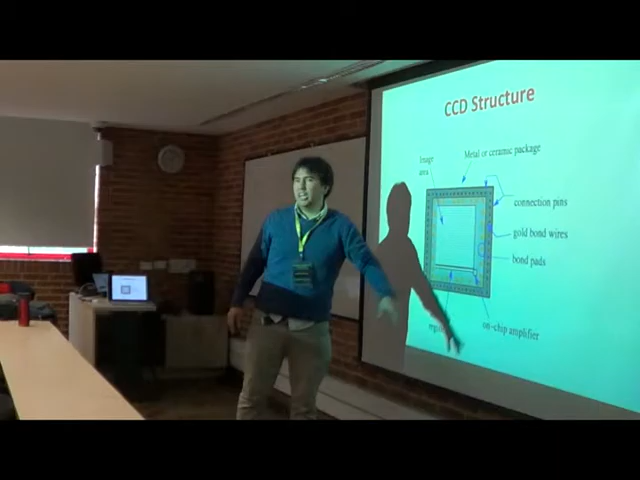 CCD Structure
Image
area
Metal or ceramic package
connection pins
gold bond wires
bond pads
on-chip amplifier